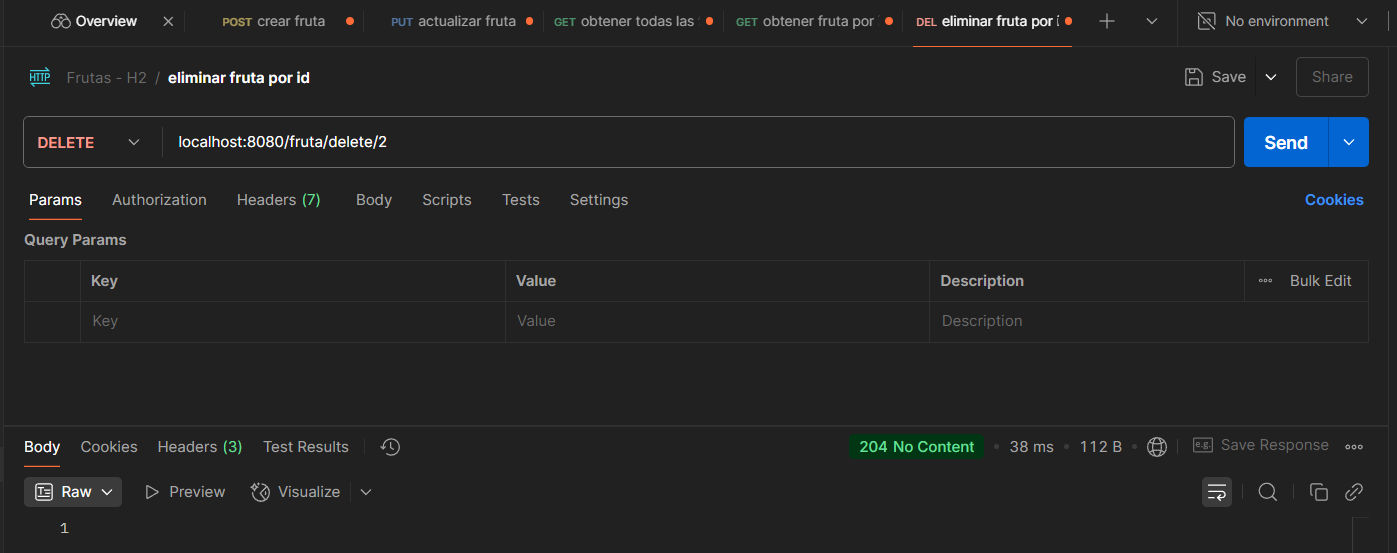 Overview POST crear fruta PUT actualizar fruta GET obtener todas las GET obtener fruta por DEL eliminar fruta por i No environment
HTTP Frutas - H2 / eliminar fruta por id Save Share
DELETE localhost:8080/fruta/delete/2 Send
Params Authorization Headers (7) Body Scripts Tests Settings Cookies
Query Params
Key Value Description Bulk Edit
Key Value Description
Body Cookies Headers (3) Test Results 204 No Content • 38 ms • 112 B • e.g. Save Response
Raw Preview Visualize
1